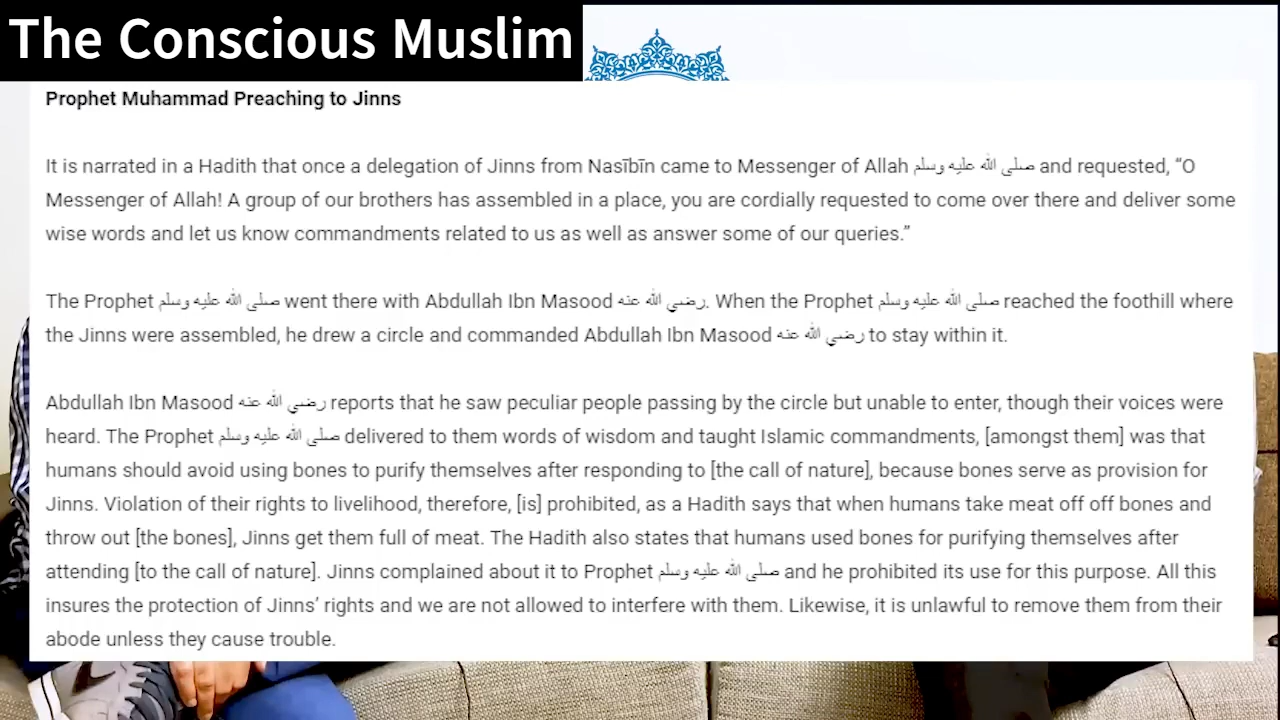 The Conscious Muslim
Prophet Muhammad Preaching to Jinns
It is narrated in a Hadith that once a delegation of Jinns from Nasībīn came to Messenger of Allah صلى الله عليه وسلم and requested, “O
Messenger of Allah! A group of our brothers has assembled in a place, you are cordially requested to come over there and deliver some
wise words and let us know commandments related to us as well as answer some of our queries.”
The Prophet صلى الله عليه وسلم went there with Abdullah Ibn Masood رضي الله عنه. When the Prophet صلى الله عليه وسلم reached the foothill where
the Jinns were assembled, he drew a circle and commanded Abdullah Ibn Masood رضي الله عنه to stay within it.
Abdullah Ibn Masood رضي الله عنه reports that he saw peculiar people passing by the circle but unable to enter, though their voices were
heard. The Prophet صلى الله عليه وسلم delivered to them words of wisdom and taught Islamic commandments, [amongst them] was that
humans should avoid using bones to purify themselves after responding to [the call of nature], because bones serve as provision for
Jinns. Violation of their rights to livelihood, therefore, [is] prohibited, as a Hadith says that when humans take meat off off bones and
throw out [the bones], Jinns get them full of meat. The Hadith also states that humans used bones for purifying themselves after
attending [to the call of nature]. Jinns complained about it to Prophet صلى الله عليه وسلم and he prohibited its use for this purpose. All this
insures the protection of Jinns’ rights and we are not allowed to interfere with them. Likewise, it is unlawful to remove them from their
abode unless they cause trouble.